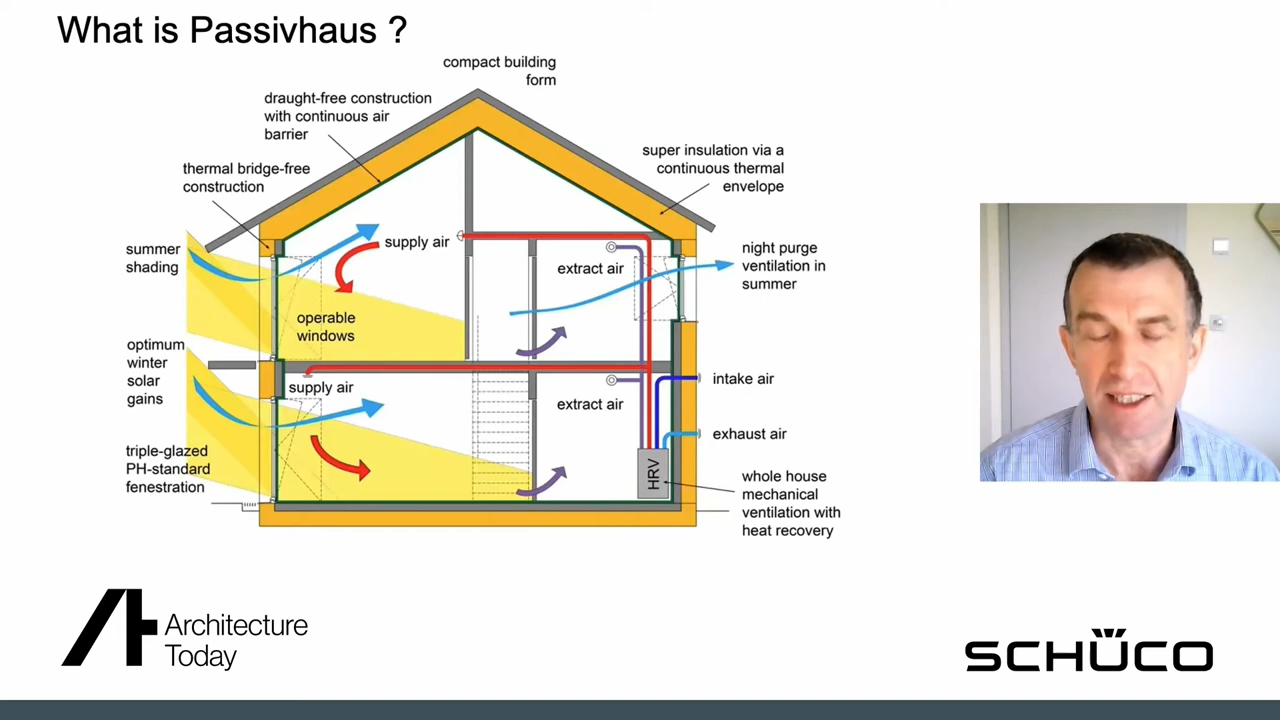 What is Passivhaus ?
compact building
form
draught-free construction
with continuous air
barrier
super insulation via a
continuous thermal
envelope
thermal bridge-free
construction
summer
shading
supply air
extract air
night purge
ventilation in
summer
operable
windows
optimum
winter
solar
gains
supply air
extract air
intake air
exhaust air
triple-glazed
PH-standard
fenestration
HRV
whole house
mechanical
ventilation with
heat recovery
AT
Architecture
Today
SCHÜCO